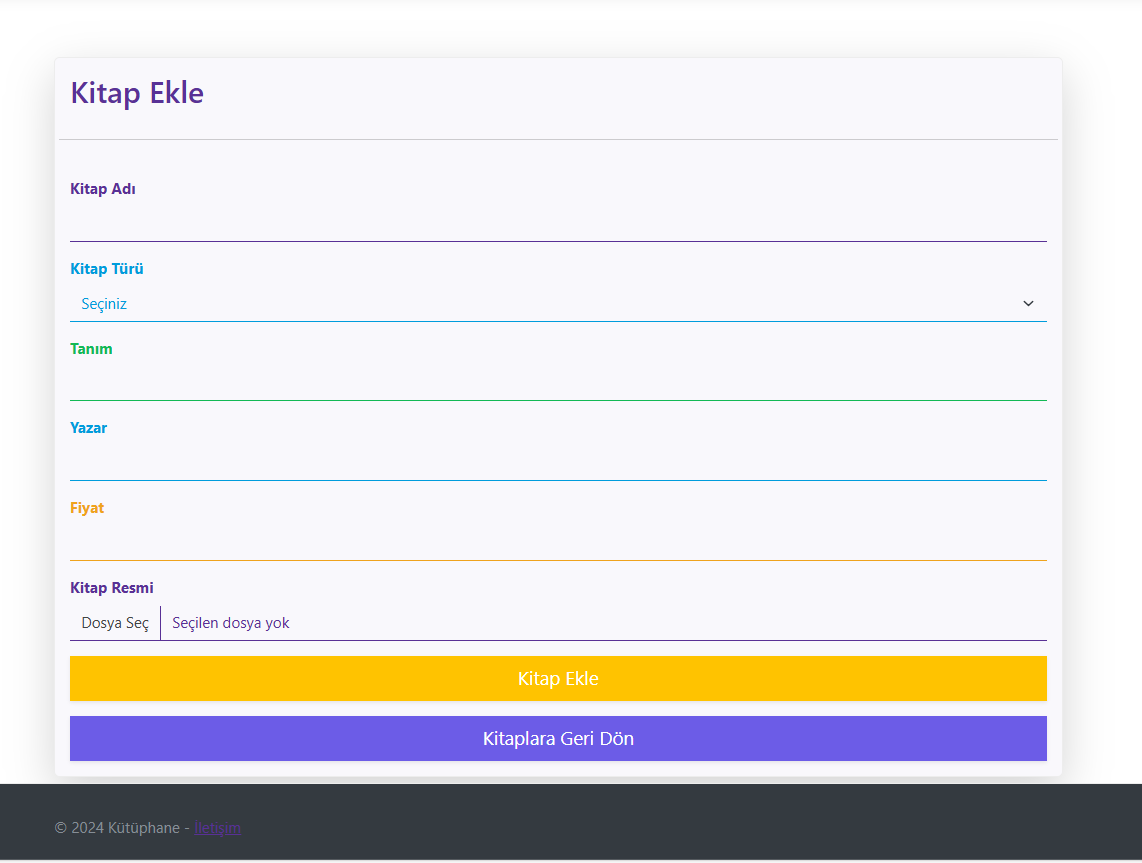 Kitap Ekle
Kitap Adı
Kitap Türü
Seçiniz
Tanım
Yazar
Fiyat
Kitap Resmi
Dosya Seç Seçilen dosya yok
Kitap Ekle
Kitaplara Geri Dön
© 2024 Kütüphane - İletişim